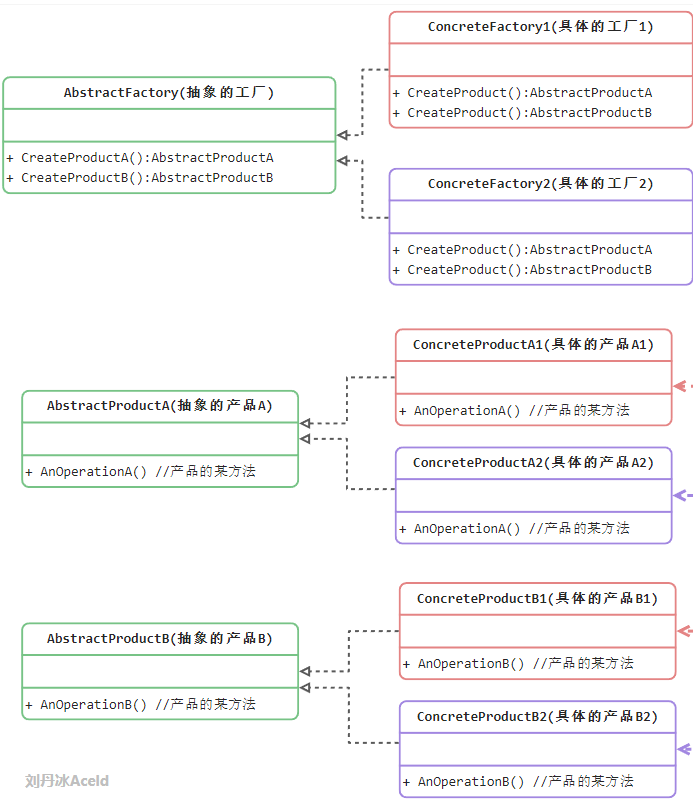 ConcreteFactory1(具体的工厂1)
+ CreateProduct():AbstractProductA
+ CreateProduct():AbstractProductB
AbstractFactory(抽象的工厂)
+ CreateProductA():AbstractProductA
+ CreateProductB():AbstractProductB
ConcreteFactory2(具体的工厂2)
+ CreateProduct():AbstractProductA
+ CreateProduct():AbstractProductB
ConcreteProductA1(具体的产品A1)
+ AnOperationA() //产品的某方法
AbstractProductA(抽象的产品A)
+ AnOperationA() //产品的某方法
ConcreteProductA2(具体的产品A2)
+ AnOperationA() //产品的某方法
ConcreteProductB1(具体的产品B1)
+ AnOperationB() //产品的某方法
AbstractProductB(抽象的产品B)
+ AnOperationB() //产品的某方法
ConcreteProductB2(具体的产品B2)
+ AnOperationB() //产品的某方法
刘丹冰Aceld